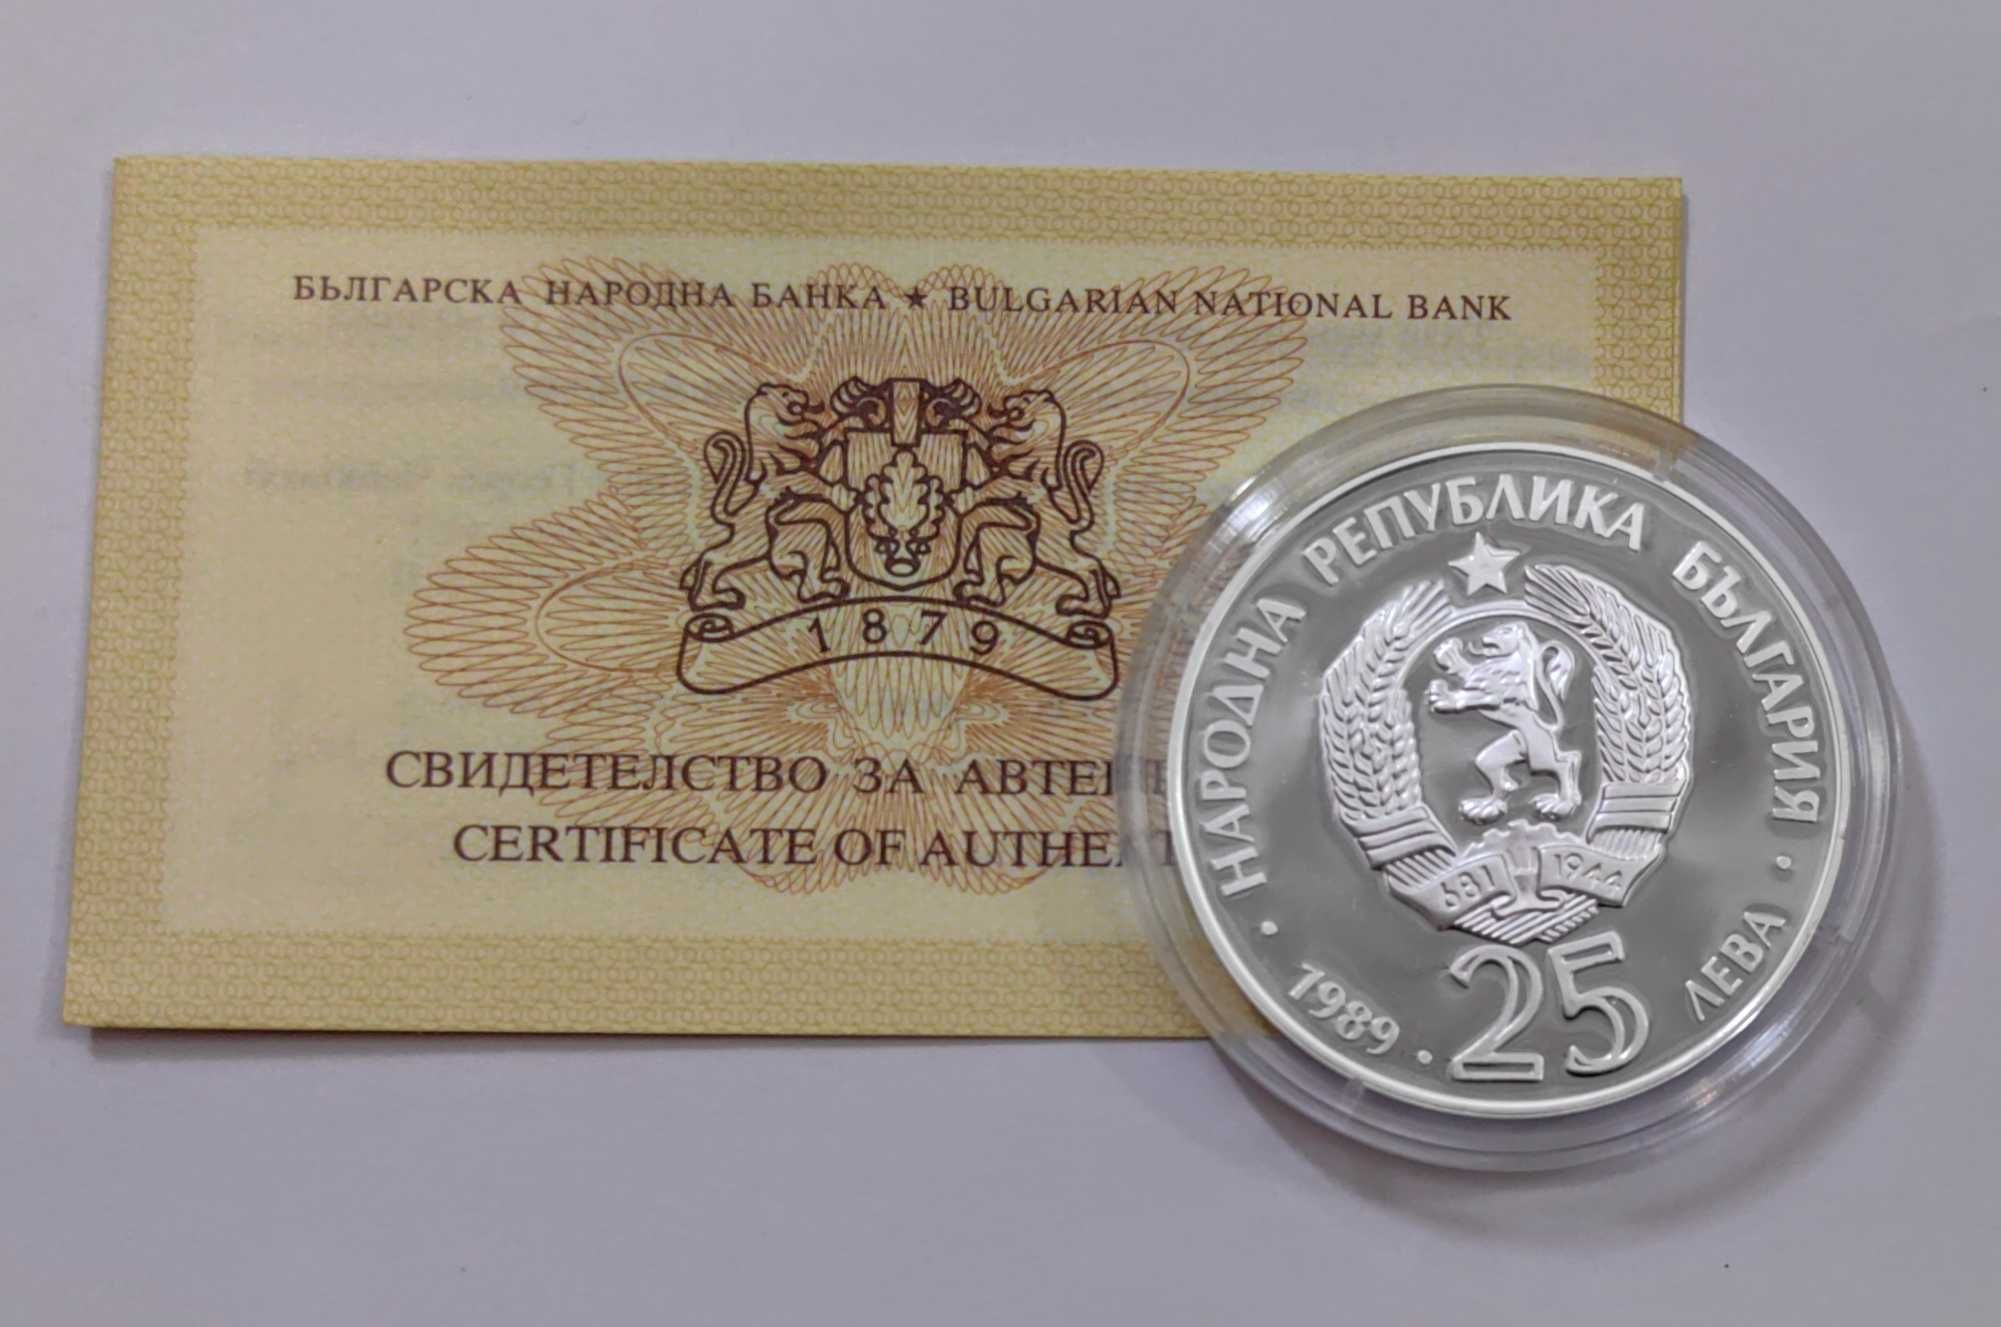 БЪЛГАРСКА НАРОДНА БАНКА ★ BULGARIAN NATIONAL BANK
1879
СВИДЕТЕЛСТВО ЗА
CERTIFICATE OF
НАРОДНА РЕПУБЛИКА БЪЛГАРИЯ
681 1944
· 1989 · 25 ЛЕВА ·